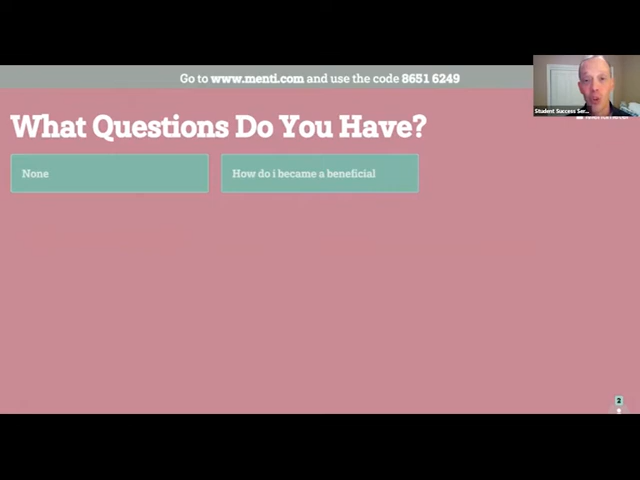 Go to www.menti.com and use the code 8651 6249
Student Success Ser...
What Questions Do You Have?
None
How do i became a beneficial
2